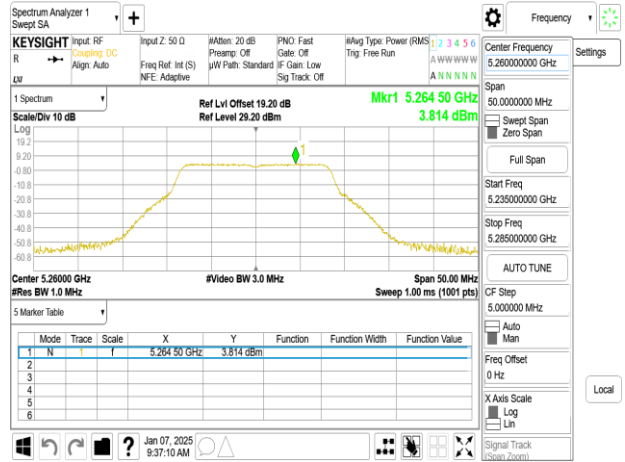 Spectrum Analyzer 1
Swept SA
Frequency
KEYSIGHT
R
Input: RF
Coupling: DC
Align: Auto
Input Z: 50 Ω
Freq Ref: Int (S)
NFE: Adaptive
#Atten: 20 dB
Preamp: Off
µW Path: Standard
PNO: Fast
Gate: Off
IF Gain: Low
Sig Track: Off
#Avg Type: Power (RMS
Trig: Free Run
1 2 3 4 5 6
A W W W W W
A N N N N N
1 Spectrum
Scale/Div 10 dB
Ref Lvl Offset 19.20 dB
Ref Level 29.20 dBm
Mkr1 5.264 50 GHz
3.814 dBm
Log
19.2
9.20
-0.80
-10.8
-20.8
-30.8
-40.8
-50.8
-60.8
1
Center 5.26000 GHz
#Res BW 1.0 MHz
#Video BW 3.0 MHz
Span 50.00 MHz
Sweep 1.00 ms (1001 pts)
5 Marker Table
Mode Trace Scale X Y Function Function Width Function Value
1 N 1 f 5.264 50 GHz 3.814 dBm
2
3
4
5
6
Jan 07, 2025
9:37:10 AM
Center Frequency
5.260000000 GHz
Settings
Span
50.0000000 MHz
Swept Span
Zero Span
Full Span
Start Freq
5.235000000 GHz
Stop Freq
5.285000000 GHz
AUTO TUNE
CF Step
5.000000 MHz
Auto
Man
Freq Offset
0 Hz
X Axis Scale
Log
Lin
Signal Track
(Span Zoom)
Local